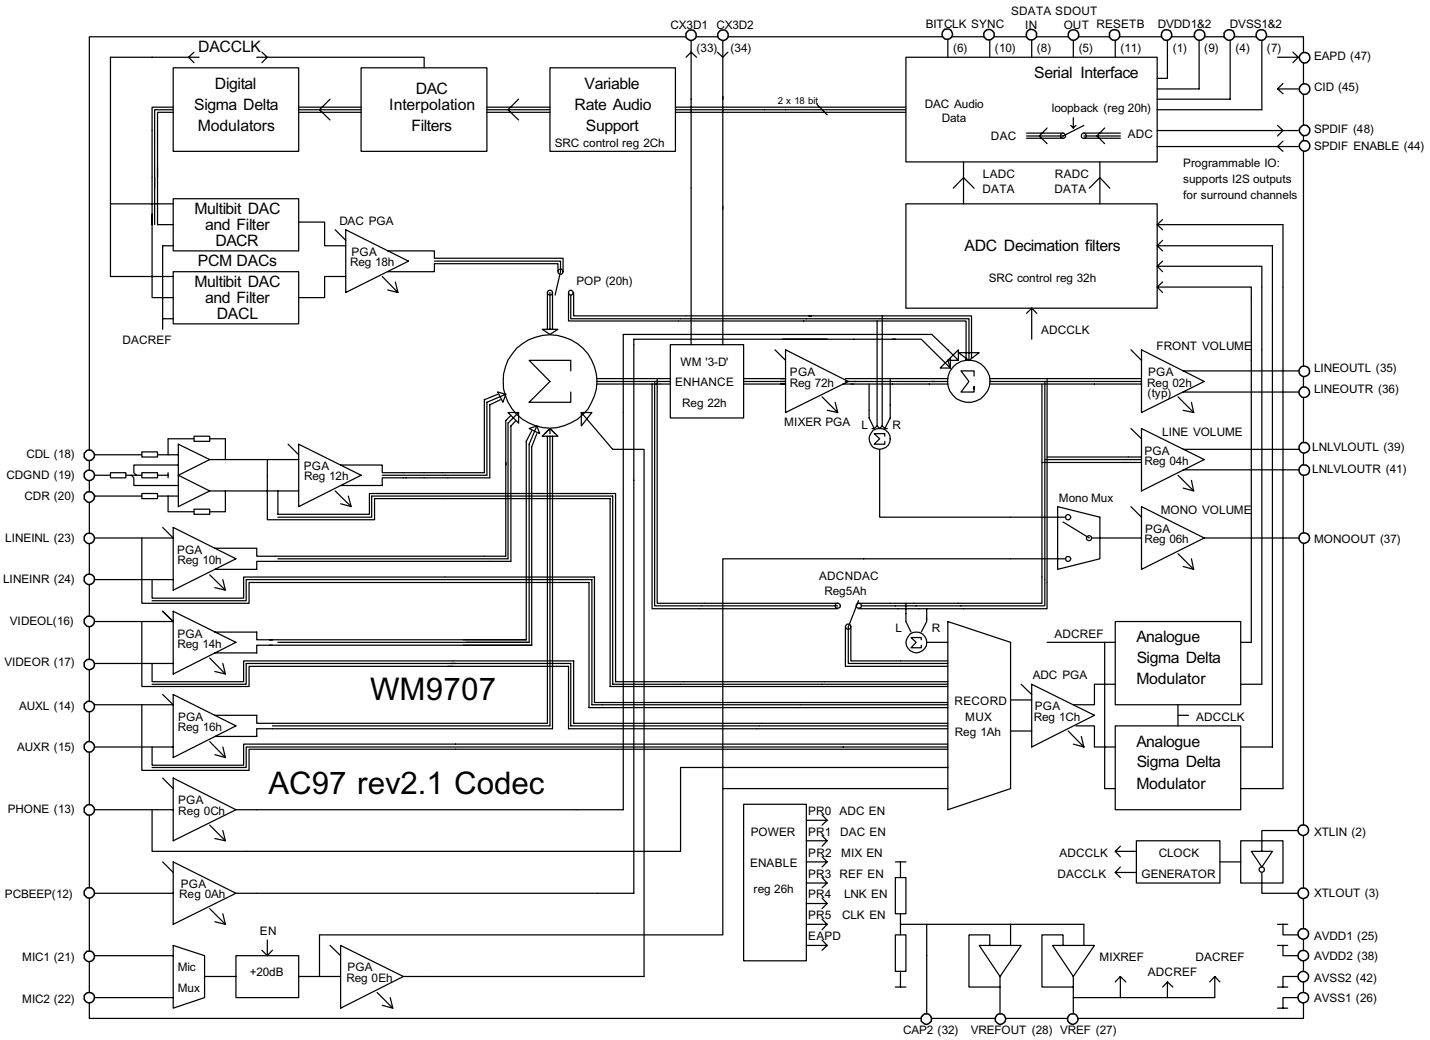 CX3D1 CX3D2
(33) (34)
SDATA SDOUT
BITCLK SYNC IN OUT RESETB DVDD1&2 DVSS1&2
(6) (10) (8) (5) (11) (1) (9) (4) (7)
EAPD (47)
CID (45)
SPDIF (48)
SPDIF ENABLE (44)
Programmable IO:
supports I2S outputs
for surround channels
DACCLK
Digital
Sigma Delta
Modulators
DAC
Interpolation
Filters
Variable
Rate Audio
Support
SRC control reg 2Ch
2 x 18 bit
Serial Interface
DAC Audio
Data
loopback (reg 20h)
DAC
ADC
LADC
DATA
RADC
DATA
ADC Decimation filters
SRC control reg 32h
ADCCLK
Multibit DAC
and Filter
DACR
PCM DACs
Multibit DAC
and Filter
DACL
DACREF
DAC PGA
PGA
Reg 18h
POP (20h)
Σ
WM '3-D'
ENHANCE
Reg 22h
PGA
Reg 72h
MIXER PGA
L R
Σ
Σ
FRONT VOLUME
PGA
Reg 02h
(typ)
LINEOUTL (35)
LINEOUTR (36)
LINE VOLUME
PGA
Reg 04h
LNLVLOUTL (39)
LNLVLOUTR (41)
Mono Mux
MONO VOLUME
PGA
Reg 06h
MONOOUT (37)
CDL (18)
CDGND (19)
CDR (20)
PGA
Reg 12h
LINEINL (23)
LINEINR (24)
PGA
Reg 10h
VIDEOL(16)
VIDEOR (17)
PGA
Reg 14h
AUXL (14)
AUXR (15)
PGA
Reg 16h
WM9707
AC97 rev2.1 Codec
ADCNDAC
Reg5Ah
L R
Σ
RECORD
MUX
Reg 1Ah
ADCREF
ADC PGA
PGA
Reg 1Ch
Analogue
Sigma Delta
Modulator
ADCCLK
Analogue
Sigma Delta
Modulator
PHONE (13)
PGA
Reg 0Ch
PCBEEP(12)
PGA
Reg 0Ah
MIC1 (21)
MIC2 (22)
Mic
Mux
EN
+20dB
PGA
Reg 0Eh
POWER
ENABLE
reg 26h
PR0 ADC EN
PR1 DAC EN
PR2 MIX EN
PR3 REF EN
PR4 LNK EN
PR5 CLK EN
EAPD
ADCCLK
DACCLK
CLOCK
GENERATOR
XTLIN (2)
XTLOUT (3)
MIXREF
ADCREF
DACREF
AVDD1 (25)
AVDD2 (38)
AVSS2 (42)
AVSS1 (26)
CAP2 (32) VREFOUT (28) VREF (27)